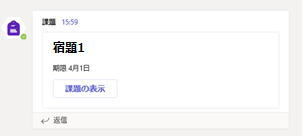 課題 15:59
宿題1
期限 4月1日
課題の表示
返信